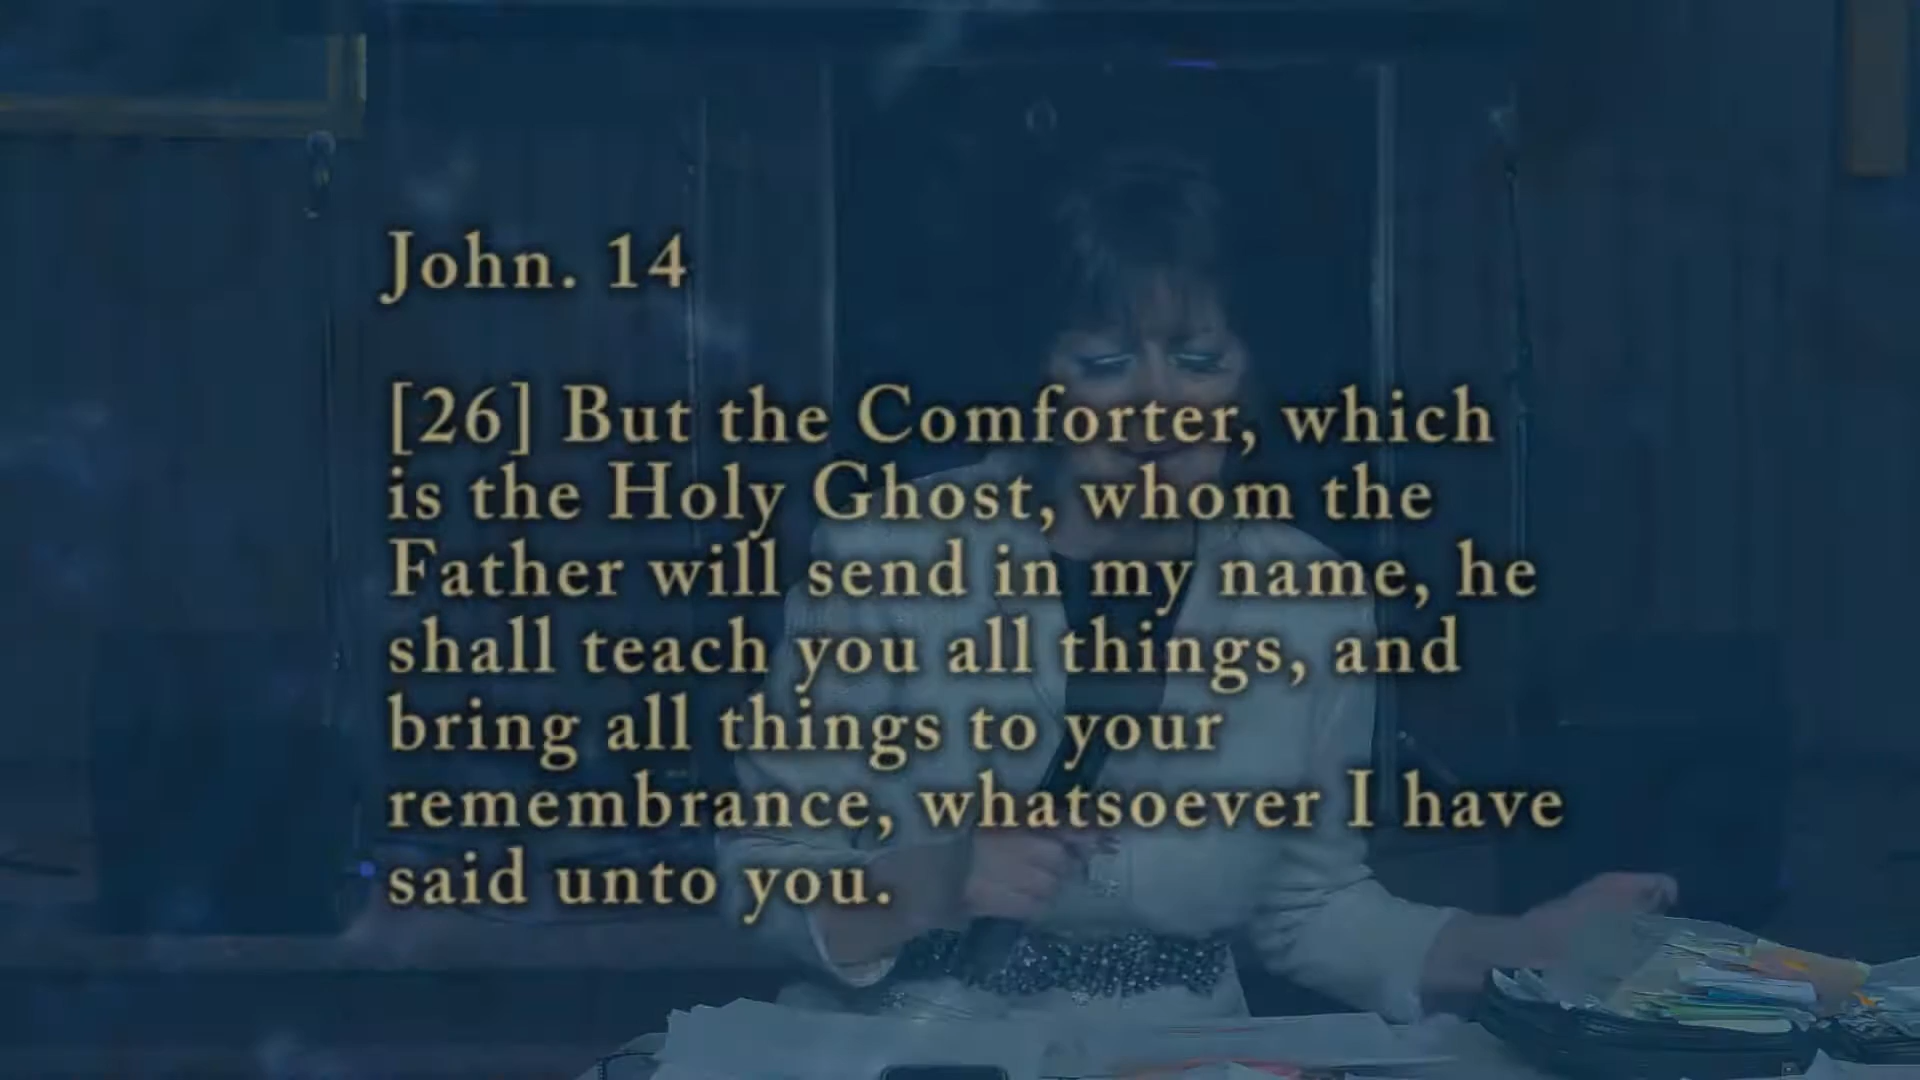 John. 14
[26] But the Comforter, which
is the Holy Ghost, whom the
Father will send in my name, he
shall teach you all things, and
bring all things to your
remembrance, whatsoever I have
said unto you.